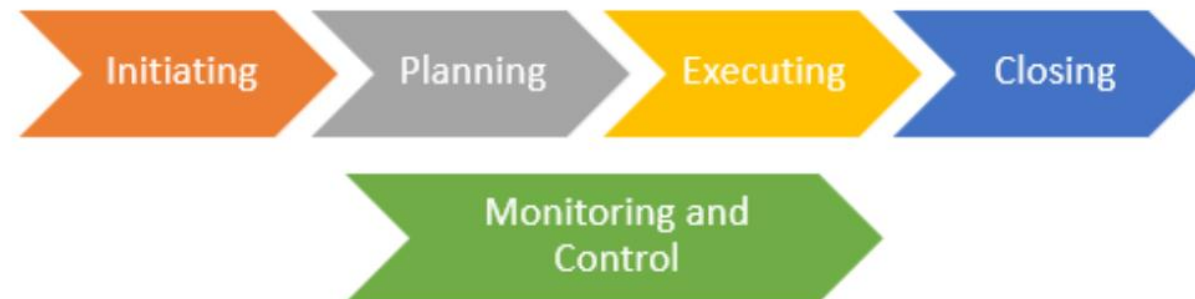 Initiating
Planning
Executing
Closing
Monitoring and
Control